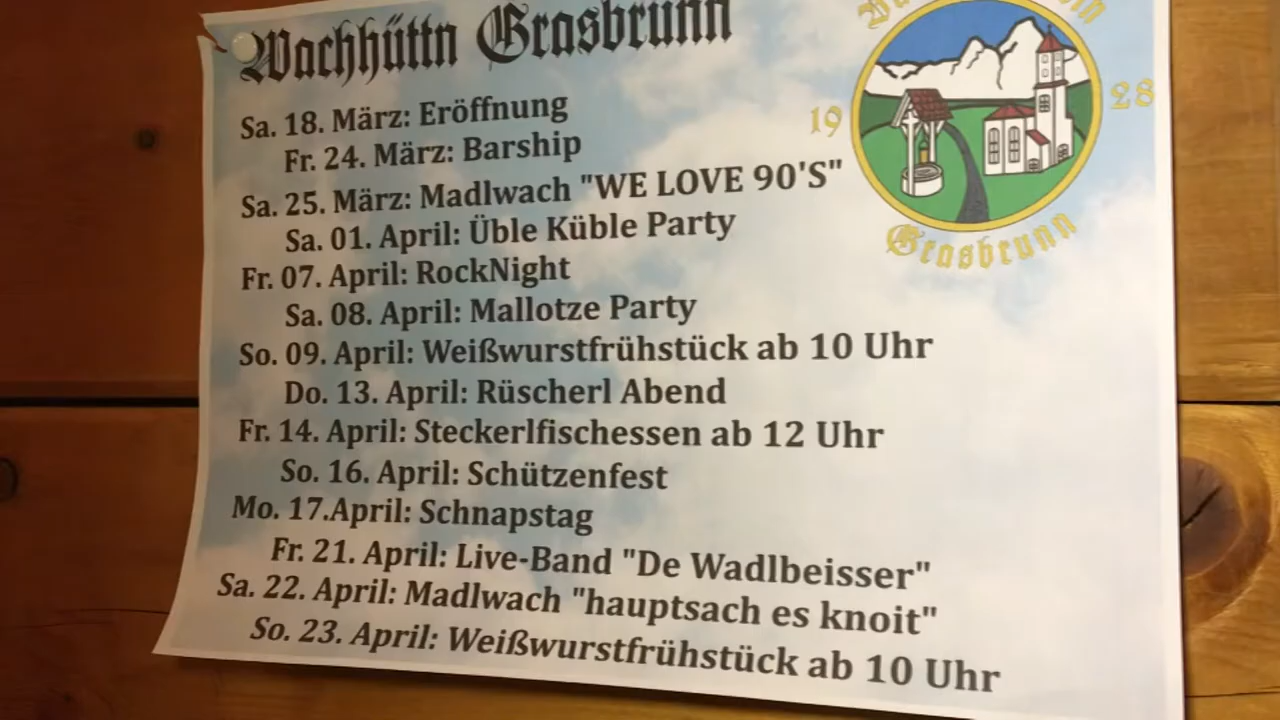 Wachhüttn Grasbrunn
Sa. 18. März: Eröffnung
Fr. 24. März: Barship
Sa. 25. März: Madlwach "WE LOVE 90'S"
Sa. 01. April: Üble Küble Party
Fr. 07. April: RockNight
Sa. 08. April: Mallotze Party
So. 09. April: Weißwurstfrühstück ab 10 Uhr
Do. 13. April: Rüscherl Abend
Fr. 14. April: Steckerlfischessen ab 12 Uhr
So. 16. April: Schützenfest
Mo. 17.April: Schnapstag
Fr. 21. April: Live-Band "De Wadlbeisser"
Sa. 22. April: Madlwach "hauptsach es knoit"
So. 23. April: Weißwurstfrühstück ab 10 Uhr
19 28
Grasbrunn